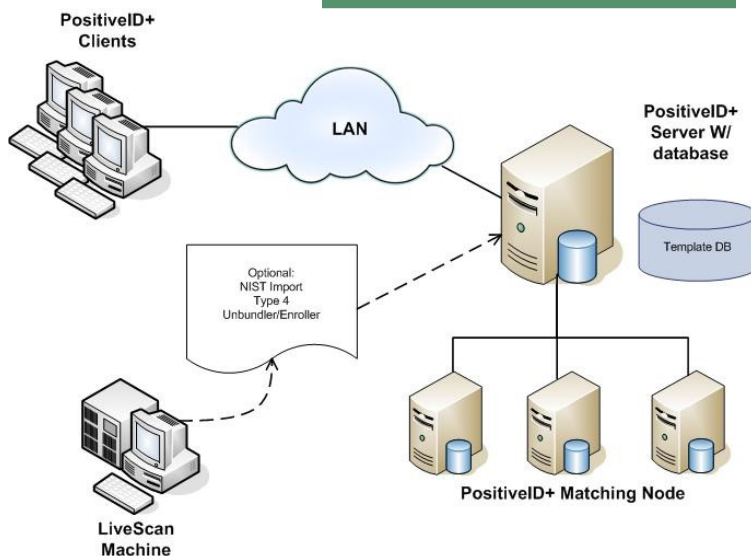 PositiveID+
Clients
LAN
PositiveID+
Server W/
database
Template DB
Optional:
NIST Import
Type 4
Unbundler/Enroller
PositiveID+ Matching Node
LiveScan
Machine